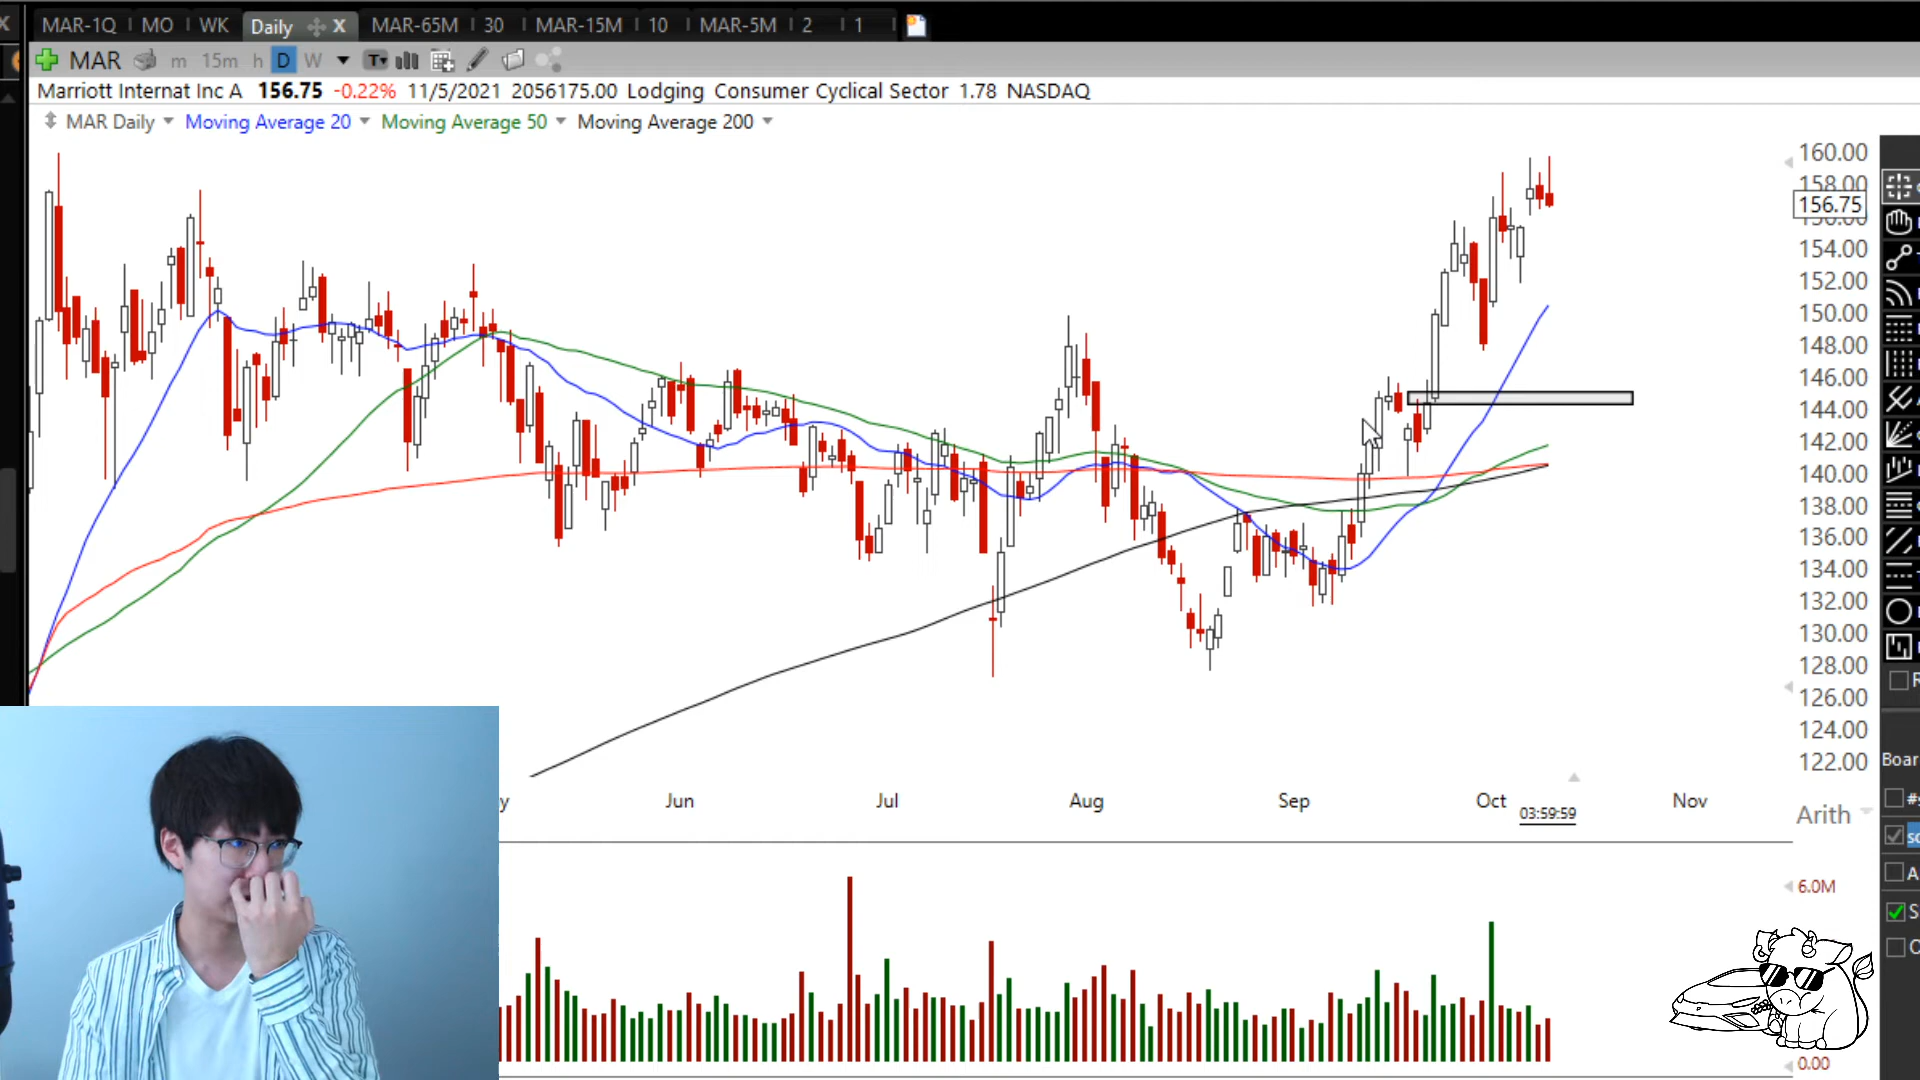 MAR-1Q MO WK Daily X MAR-65M 30 MAR-15M 10 MAR-5M 2 1
MAR m 15m h D W
Marriott Internat Inc A 156.75 -0.22% 11/5/2021 2056175.00 Lodging Consumer Cyclical Sector 1.78 NASDAQ
MAR Daily Moving Average 20 Moving Average 50 Moving Average 200
160.00
158.00
156.75
154.00
152.00
150.00
148.00
146.00
144.00
142.00
140.00
138.00
136.00
134.00
132.00
130.00
128.00
126.00
124.00
122.00
y Jun Jul Aug Sep Oct Nov
03:59:59
Arith
6.0M
0.00
Boar